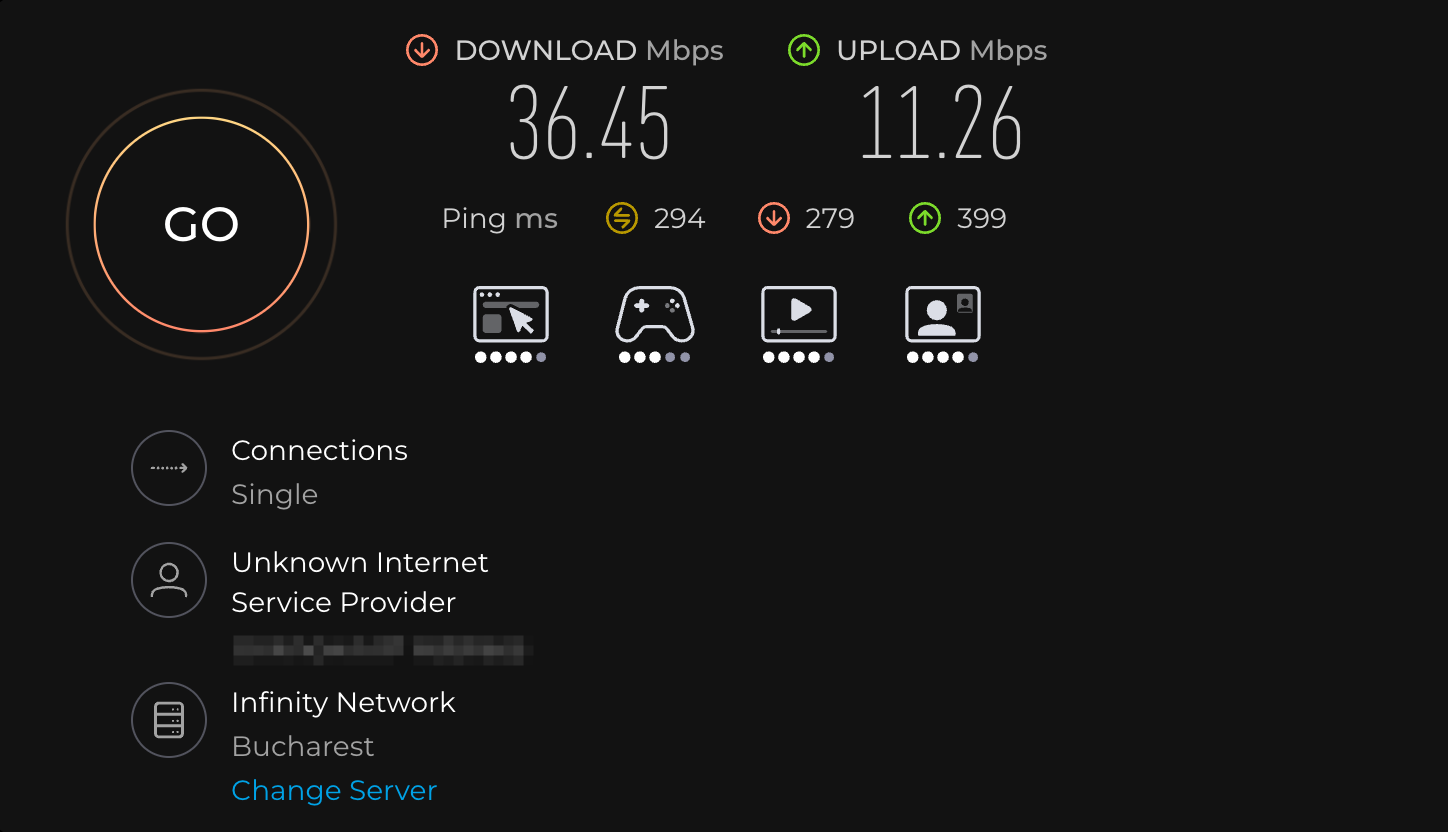 DOWNLOAD Mbps
UPLOAD Mbps
36.45
11.26
GO
Ping ms 294 279 399
Connections
Single
Unknown Internet
Service Provider
Infinity Network
Bucharest
Change Server